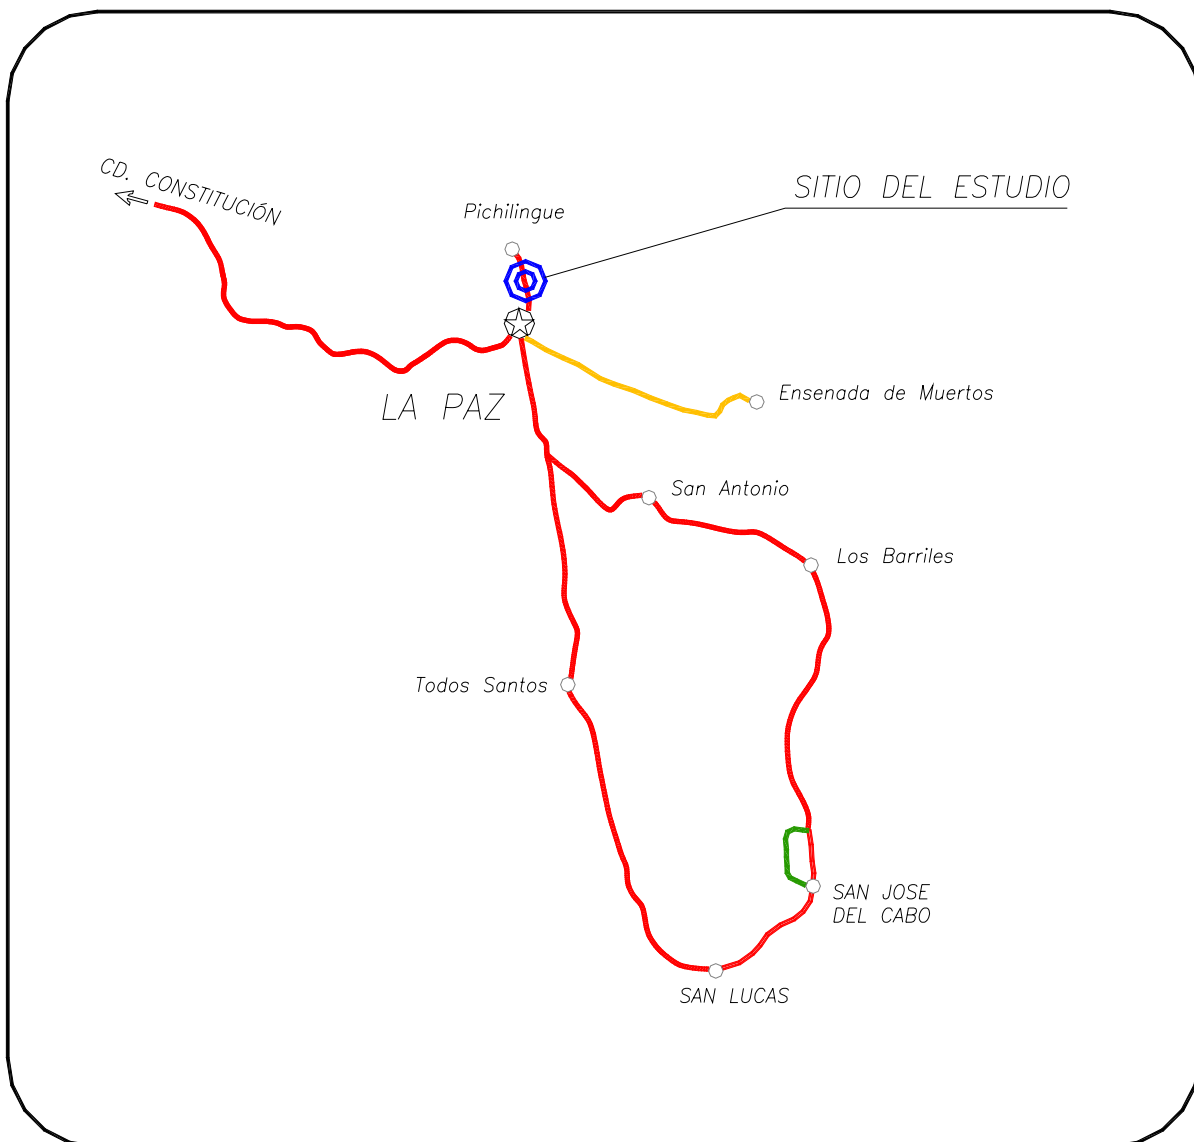 CD. CONSTITUCIÓN
SITIO DEL ESTUDIO
Pichilingue
Ensenada de Muertos
LA PAZ
San Antonio
Los Barriles
Todos Santos
SAN JOSE
DEL CABO
SAN LUCAS